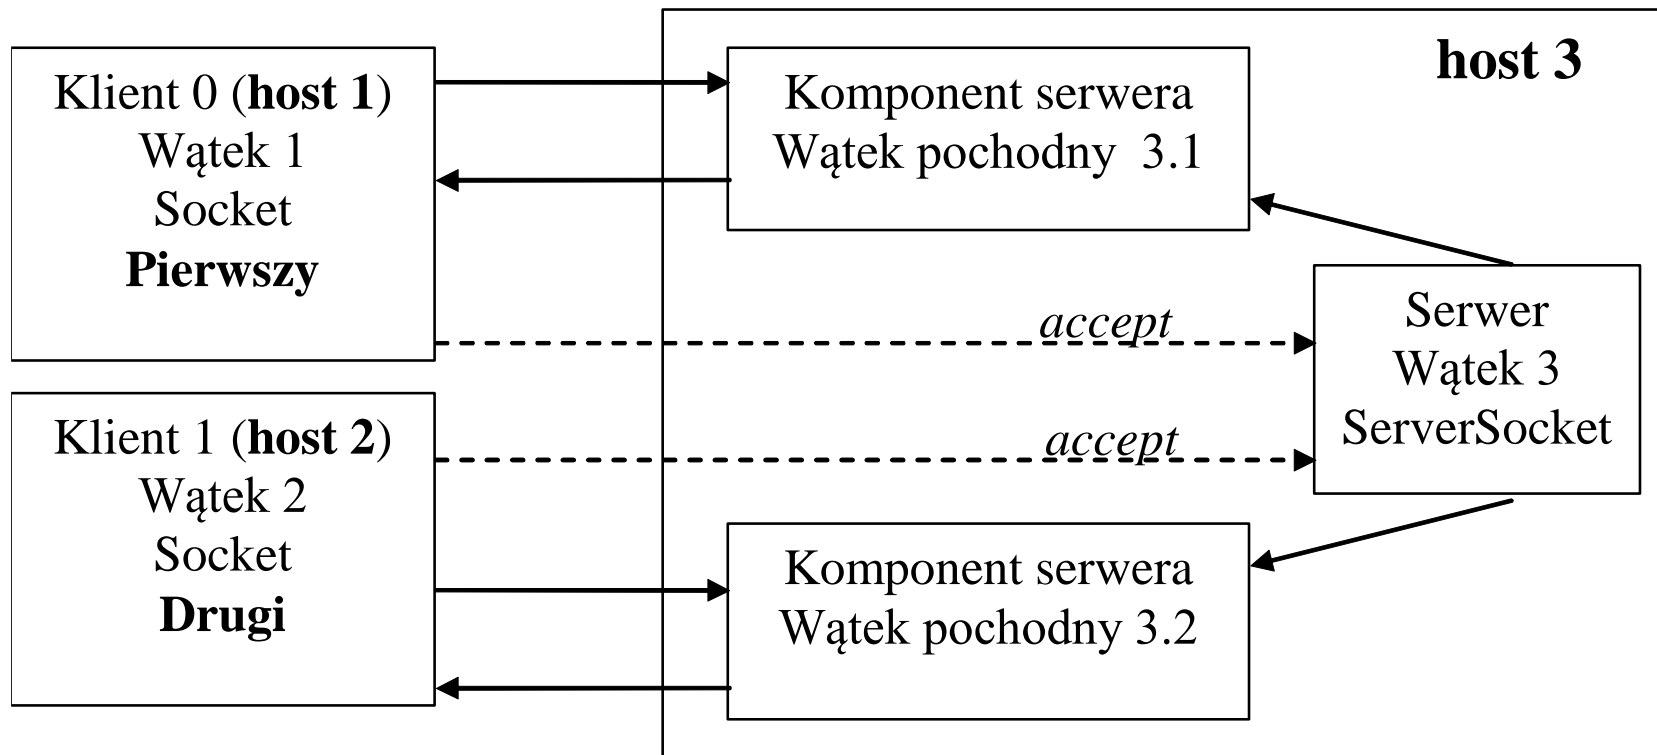 host 3
Klient 0 (host 1)
Wątek 1
Socket
Pierwszy
Komponent serwera
Wątek pochodny 3.1
accept
Serwer
Wątek 3
ServerSocket
accept
Klient 1 (host 2)
Wątek 2
Socket
Drugi
Komponent serwera
Wątek pochodny 3.2